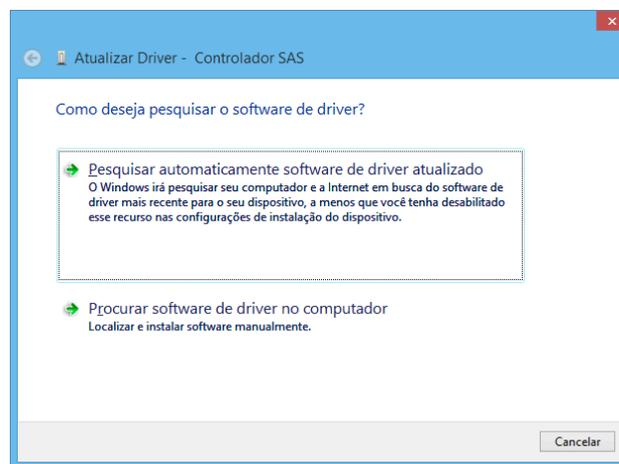 Atualizar Driver - Controlador SAS
Como deseja pesquisar o software de driver?
Pesquisar automaticamente software de driver atualizado
O Windows irá pesquisar seu computador e a Internet em busca do software de
driver mais recente para o seu dispositivo, a menos que você tenha desabilitado
esse recurso nas configurações de instalação do dispositivo.
Procurar software de driver no computador
Localizar e instalar software manualmente.
Cancelar